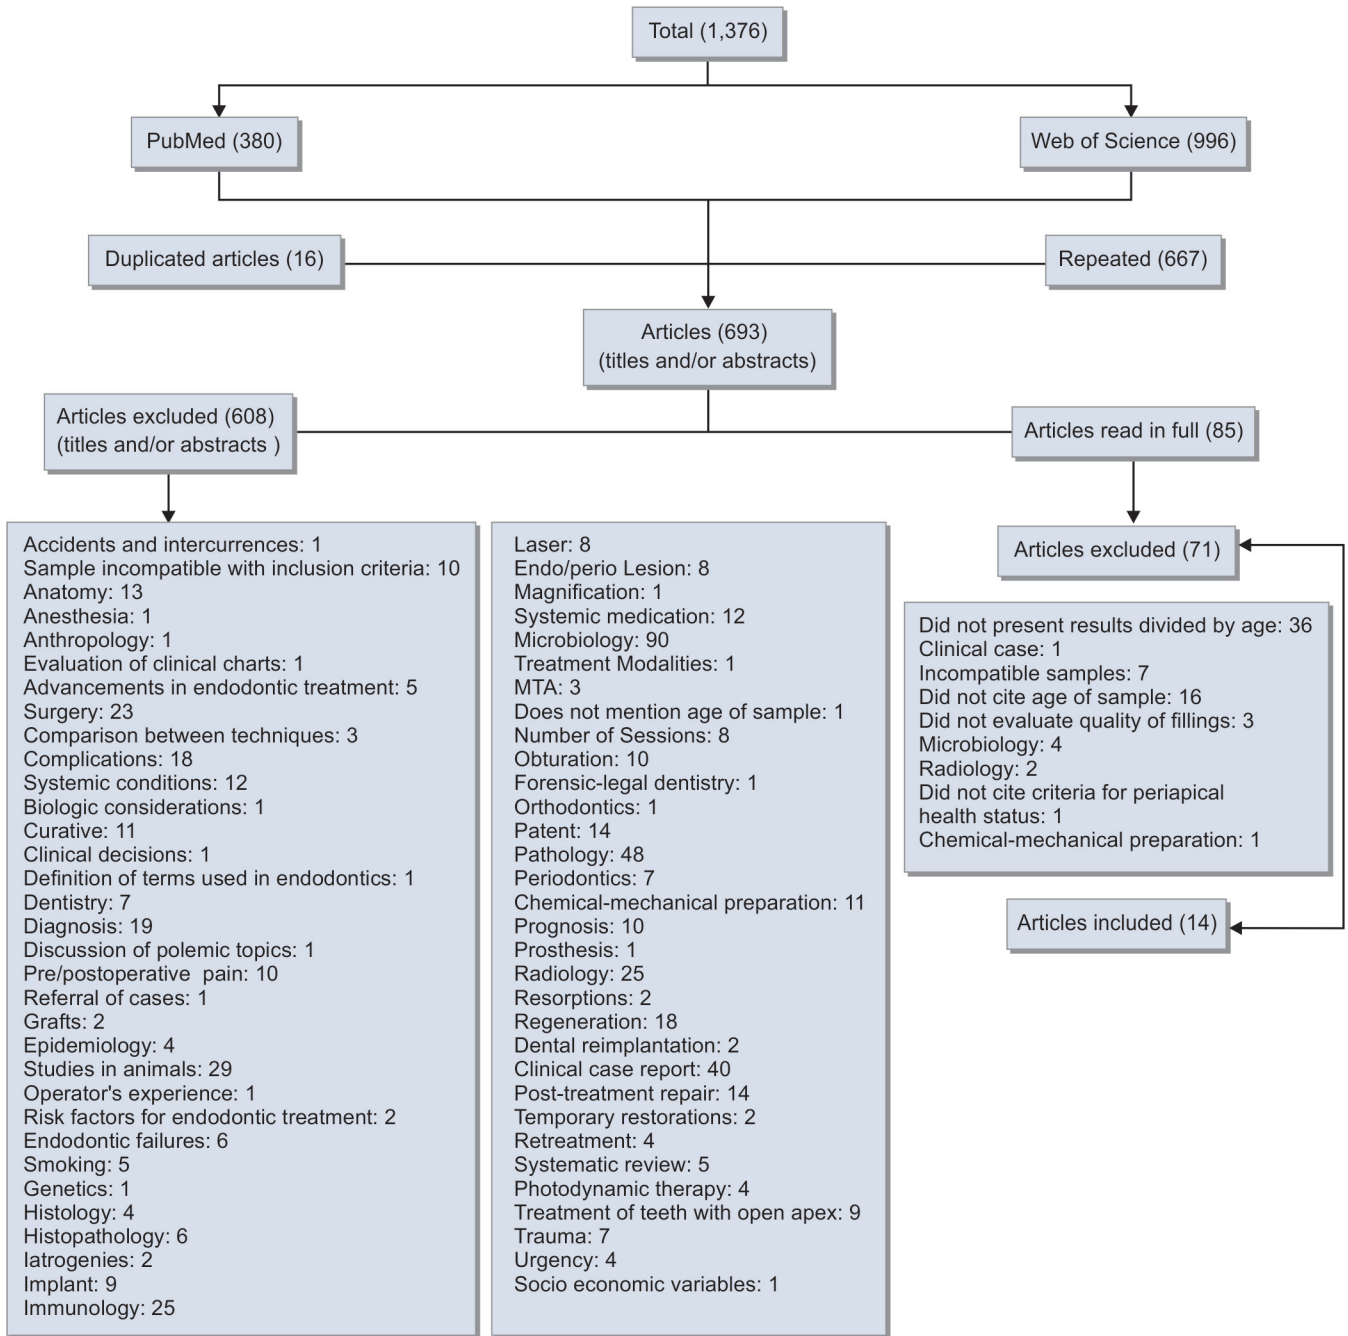 Total (1,376)
PubMed (380)
Web of Science (996)
Duplicated articles (16)
Repeated (667)
Articles (693)
(titles and/or abstracts)
Articles excluded (608)
(titles and/or abstracts )
Articles read in full (85)
Accidents and intercurrences: 1
Sample incompatible with inclusion criteria: 10
Anatomy: 13
Anesthesia: 1
Anthropology: 1
Evaluation of clinical charts: 1
Advancements in endodontic treatment: 5
Surgery: 23
Comparison between techniques: 3
Complications: 18
Systemic conditions: 12
Biologic considerations: 1
Curative: 11
Clinical decisions: 1
Definition of terms used in endodontics: 1
Dentistry: 7
Diagnosis: 19
Discussion of polemic topics: 1
Pre/postoperative  pain: 10
Referral of cases: 1
Grafts: 2
Epidemiology: 4
Studies in animals: 29
Operator's experience: 1
Risk factors for endodontic treatment: 2
Endodontic failures: 6
Smoking: 5
Genetics: 1
Histology: 4
Histopathology: 6
Iatrogenies: 2
Implant: 9
Immunology: 25
Laser: 8
Endo/perio Lesion: 8
Magnification: 1
Systemic medication: 12
Microbiology: 90
Treatment Modalities: 1
MTA: 3
Does not mention age of sample: 1
Number of Sessions: 8
Obturation: 10
Forensic-legal dentistry: 1
Orthodontics: 1
Patent: 14
Pathology: 48
Periodontics: 7
Chemical-mechanical preparation: 11
Prognosis: 10
Prosthesis: 1
Radiology: 25
Resorptions: 2
Regeneration: 18
Dental reimplantation: 2
Clinical case report: 40
Post-treatment repair: 14
Temporary restorations: 2
Retreatment: 4
Systematic review: 5
Photodynamic therapy: 4
Treatment of teeth with open apex: 9
Trauma: 7
Urgency: 4
Socio economic variables: 1
Articles excluded (71)
Did not present results divided by age: 36
Clinical case: 1
Incompatible samples: 7
Did not cite age of sample: 16
Did not evaluate quality of fillings: 3
Microbiology: 4
Radiology: 2
Did not cite criteria for periapical
health status: 1
Chemical-mechanical preparation: 1
Articles included (14)